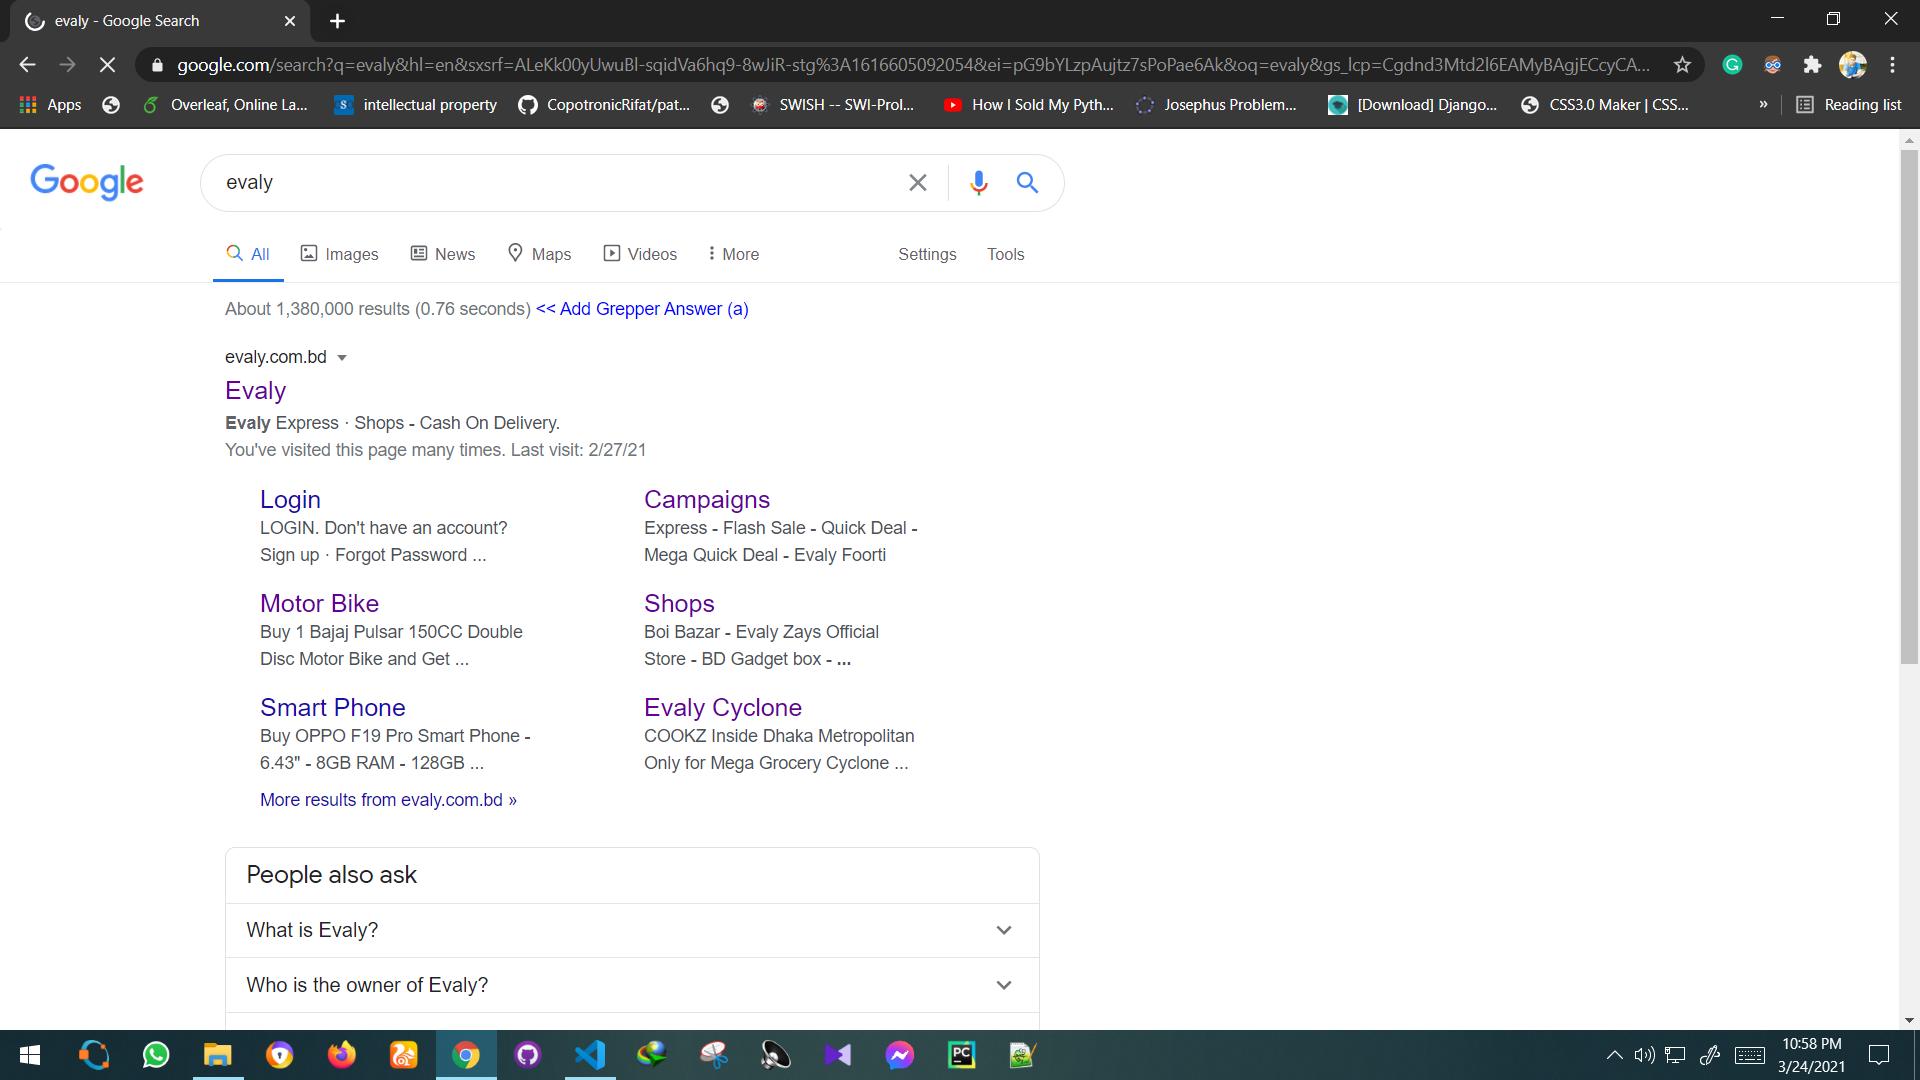 evaly - Google Search
google.com/search?q=evaly&hl=en&sxsrf=ALeKk00yUwuBl-sqidVa6hq9-8wJiR-stg%3A1616605092054&ei=pG9bYLzpAujtz7sPoPae6Ak&oq=evaly&gs_lcp=Cgdnd3Mtd2l6EAMyBAgjECcyCA...
Apps
Overleaf, Online La...
intellectual property
CopotronicRifat/pat...
SWISH -- SWI-Prol...
How I Sold My Pyth...
Josephus Problem...
[Download] Django...
CSS3.0 Maker | CSS...
»
Reading list
Google
evaly
All
Images
News
Maps
Videos
More
Settings
Tools
About 1,380,000 results (0.76 seconds) << Add Grepper Answer (a)
evaly.com.bd
Evaly
Evaly Express · Shops - Cash On Delivery.
You've visited this page many times. Last visit: 2/27/21
Login
LOGIN. Don't have an account?
Sign up · Forgot Password ...
Campaigns
Express - Flash Sale - Quick Deal -
Mega Quick Deal - Evaly Foorti
Motor Bike
Buy 1 Bajaj Pulsar 150CC Double
Disc Motor Bike and Get ...
Shops
Boi Bazar - Evaly Zays Official
Store - BD Gadget box - ...
Smart Phone
Buy OPPO F19 Pro Smart Phone -
6.43" - 8GB RAM - 128GB ...
Evaly Cyclone
COOKZ Inside Dhaka Metropolitan
Only for Mega Grocery Cyclone ...
More results from evaly.com.bd »
People also ask
What is Evaly?
Who is the owner of Evaly?
PC
10:58 PM
3/24/2021